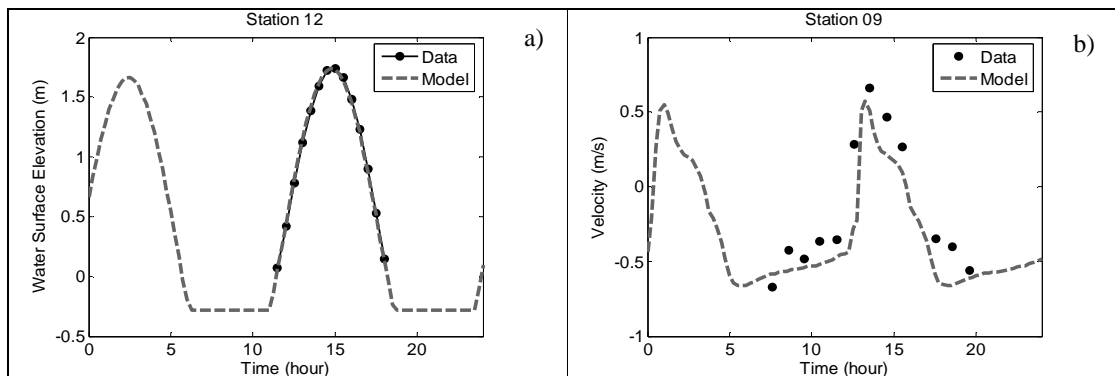 Station 12
a)
Data
Model
2
1.5
1
0.5
0
-0.5
Water Surface Elevation (m)
0 5 10 15 20
Time (hour)
Station 09
b)
Data
Model
1
0.5
0
-0.5
-1
Velocity (m/s)
0 5 10 15 20
Time (hour)